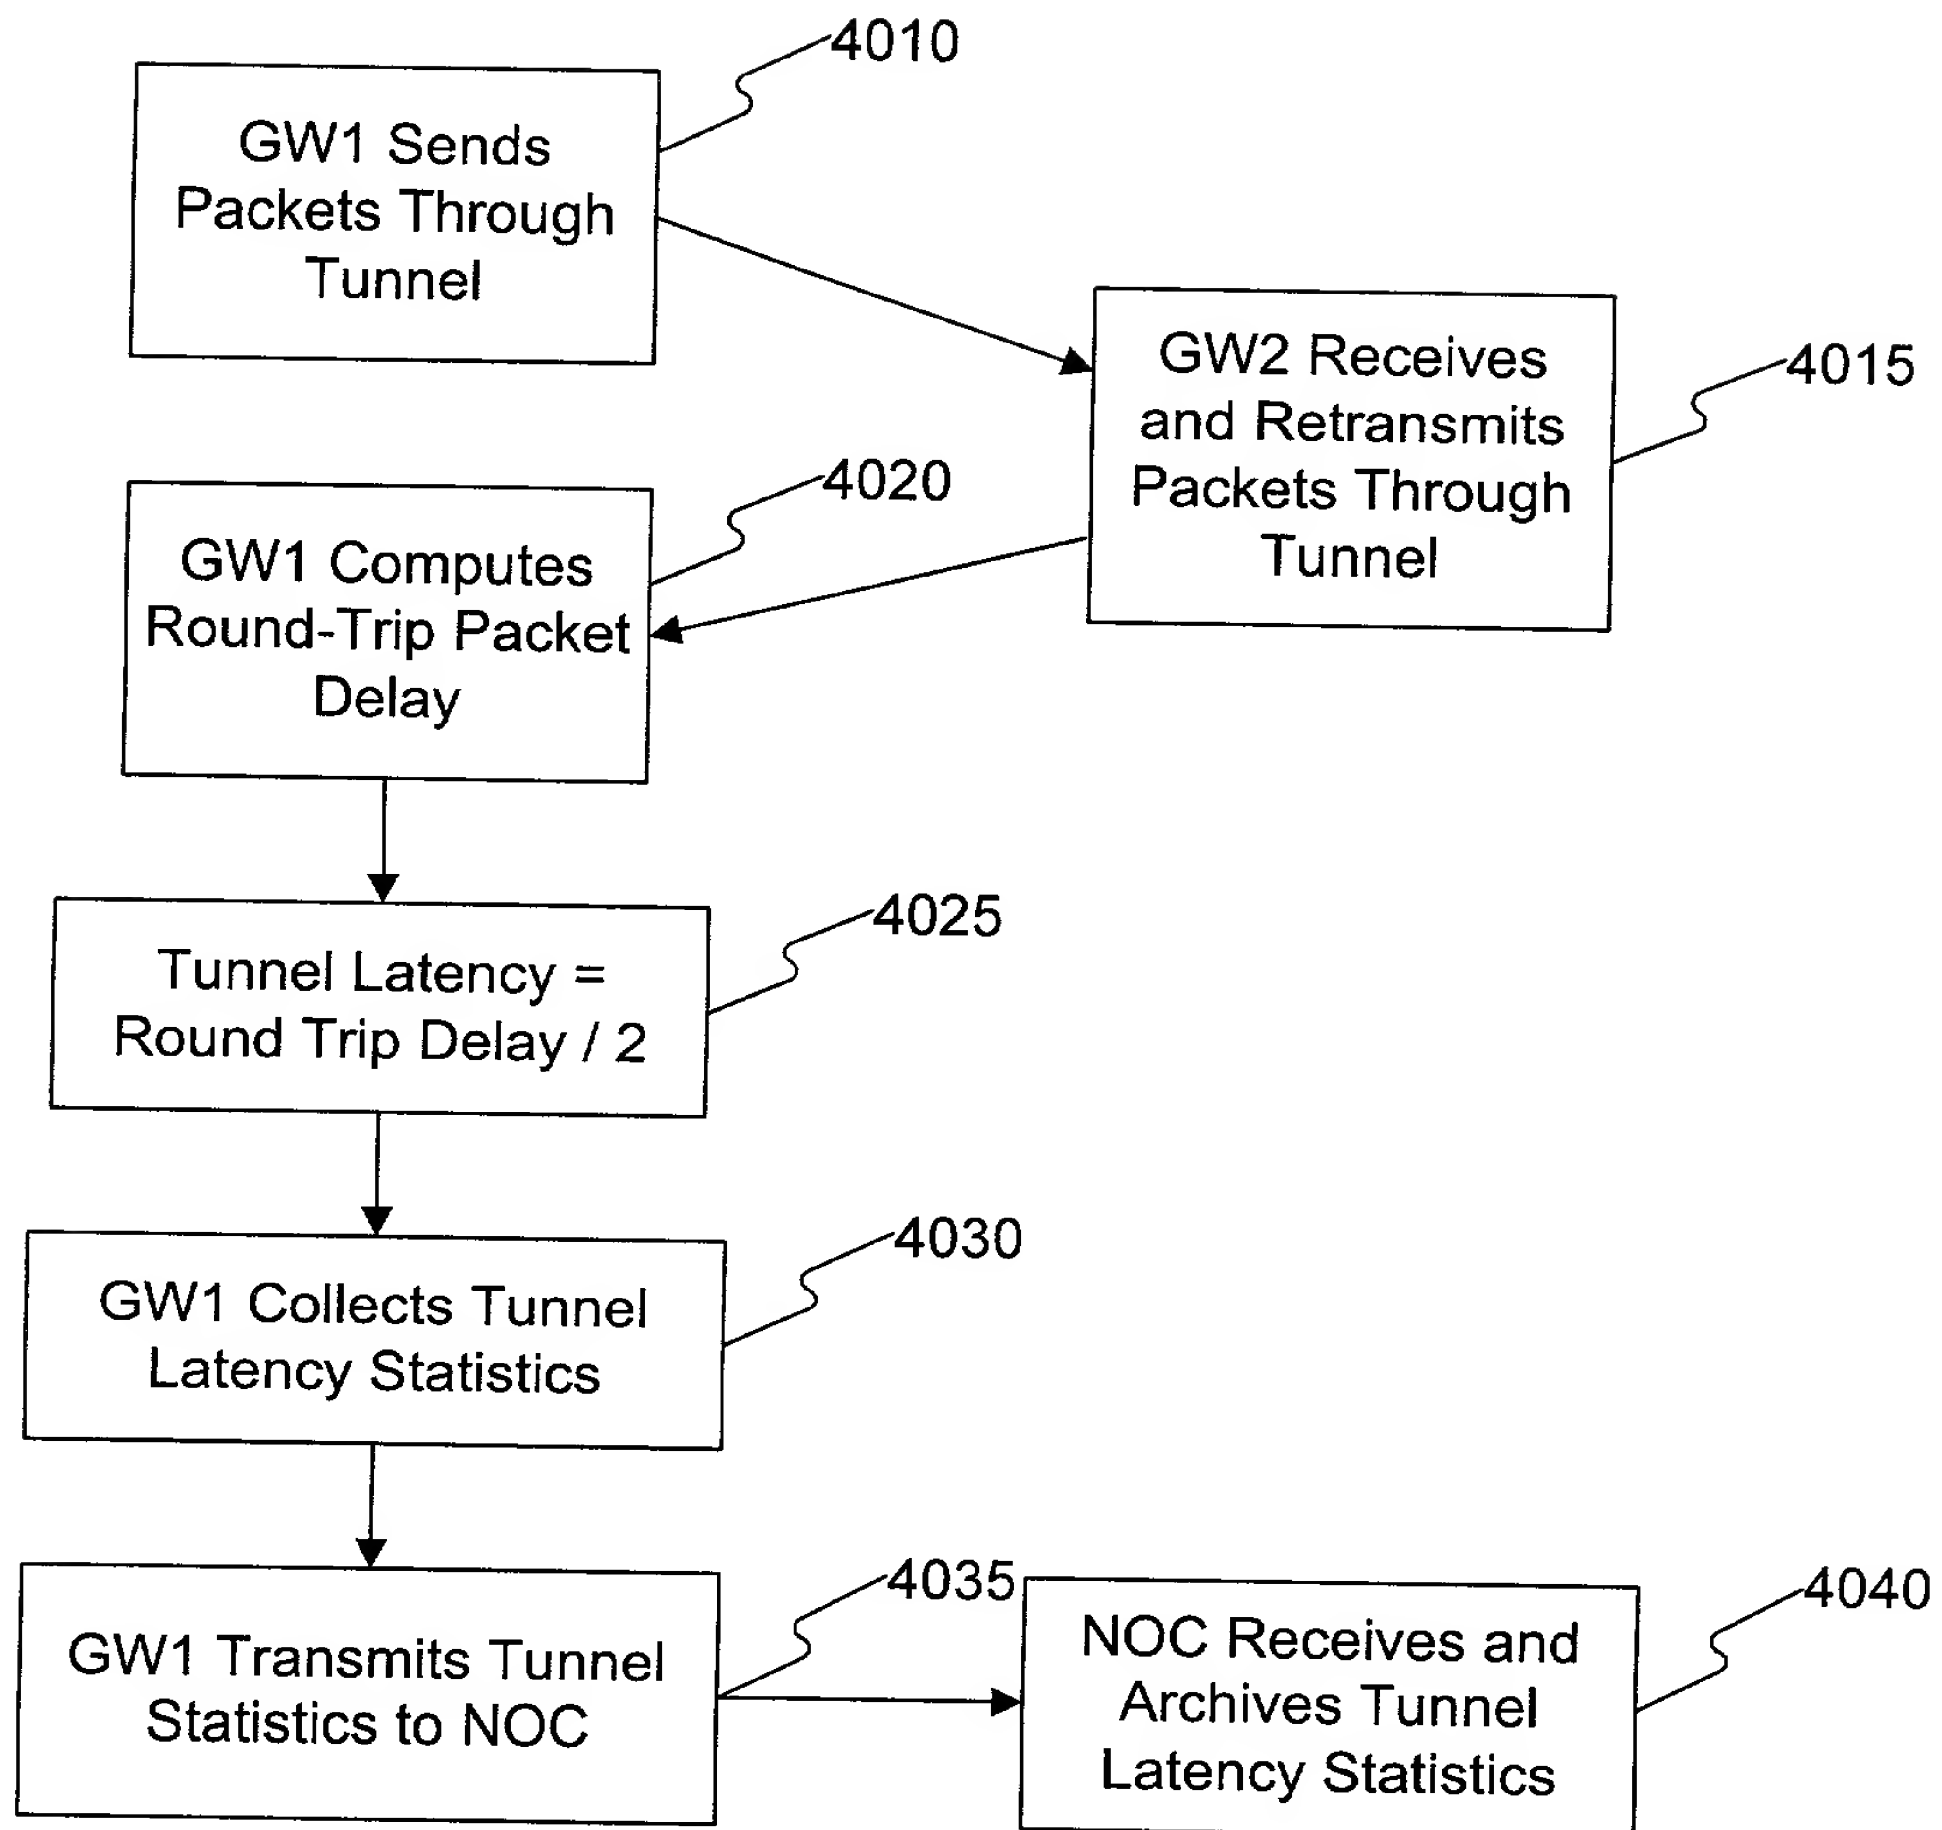 4010
GW1 Sends
Packets Through
Tunnel
GW2 Receives
and Retransmits
Packets Through
Tunnel
4015
4020
GW1 Computes
Round-Trip Packet
Delay
4025
Tunnel Latency =
Round Trip Delay / 2
4030
GW1 Collects Tunnel
Latency Statistics
4035
GW1 Transmits Tunnel
Statistics to NOC
4040
NOC Receives and
Archives Tunnel
Latency Statistics